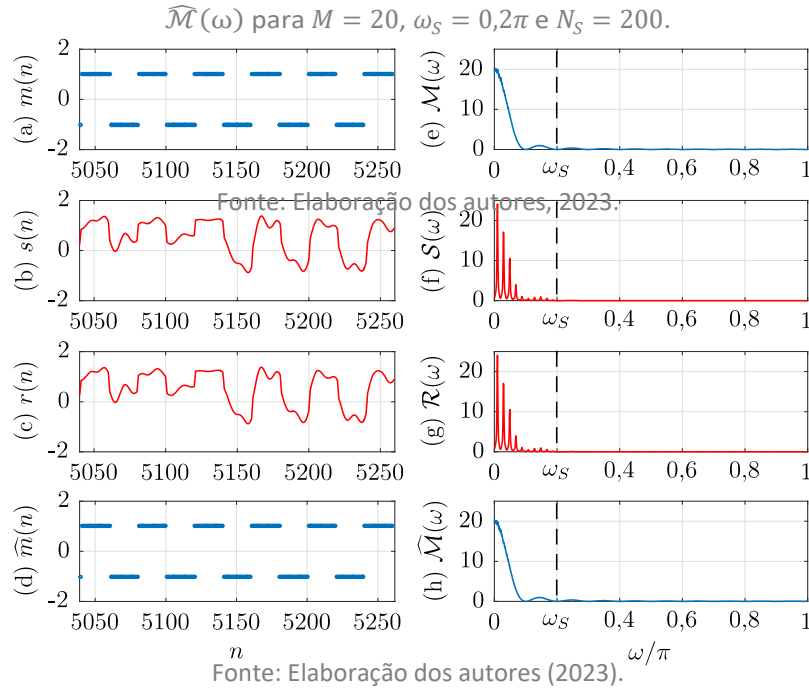 𝓜̂(ω) para M = 20, ω_S = 0,2π e N_S = 200.
(a) m(n)
2
0
-2
5050 5100 5150 5200 5250
(e) 𝓜(ω)
20
10
0
0 ω_S 0,4 0,6 0,8 1
Fonte: Elaboração dos autores, 2023.
(b) s(n)
2
0
-2
5050 5100 5150 5200 5250
(f) 𝓢(ω)
20
10
0
0 ω_S 0,4 0,6 0,8 1
(c) r(n)
2
0
-2
5050 5100 5150 5200 5250
(g) 𝓡(ω)
20
10
0
0 ω_S 0,4 0,6 0,8 1
(d) m̂(n)
2
0
-2
5050 5100 5150 5200 5250
n
(h) 𝓜̂(ω)
20
10
0
0 ω_S 0,4 0,6 0,8 1
ω/π
Fonte: Elaboração dos autores (2023).